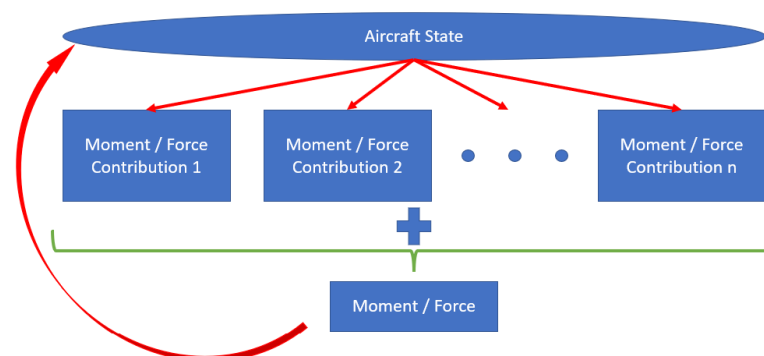 Aircraft State
Moment / Force
Contribution 1
Moment / Force
Contribution 2
Moment / Force
Contribution n
Moment / Force